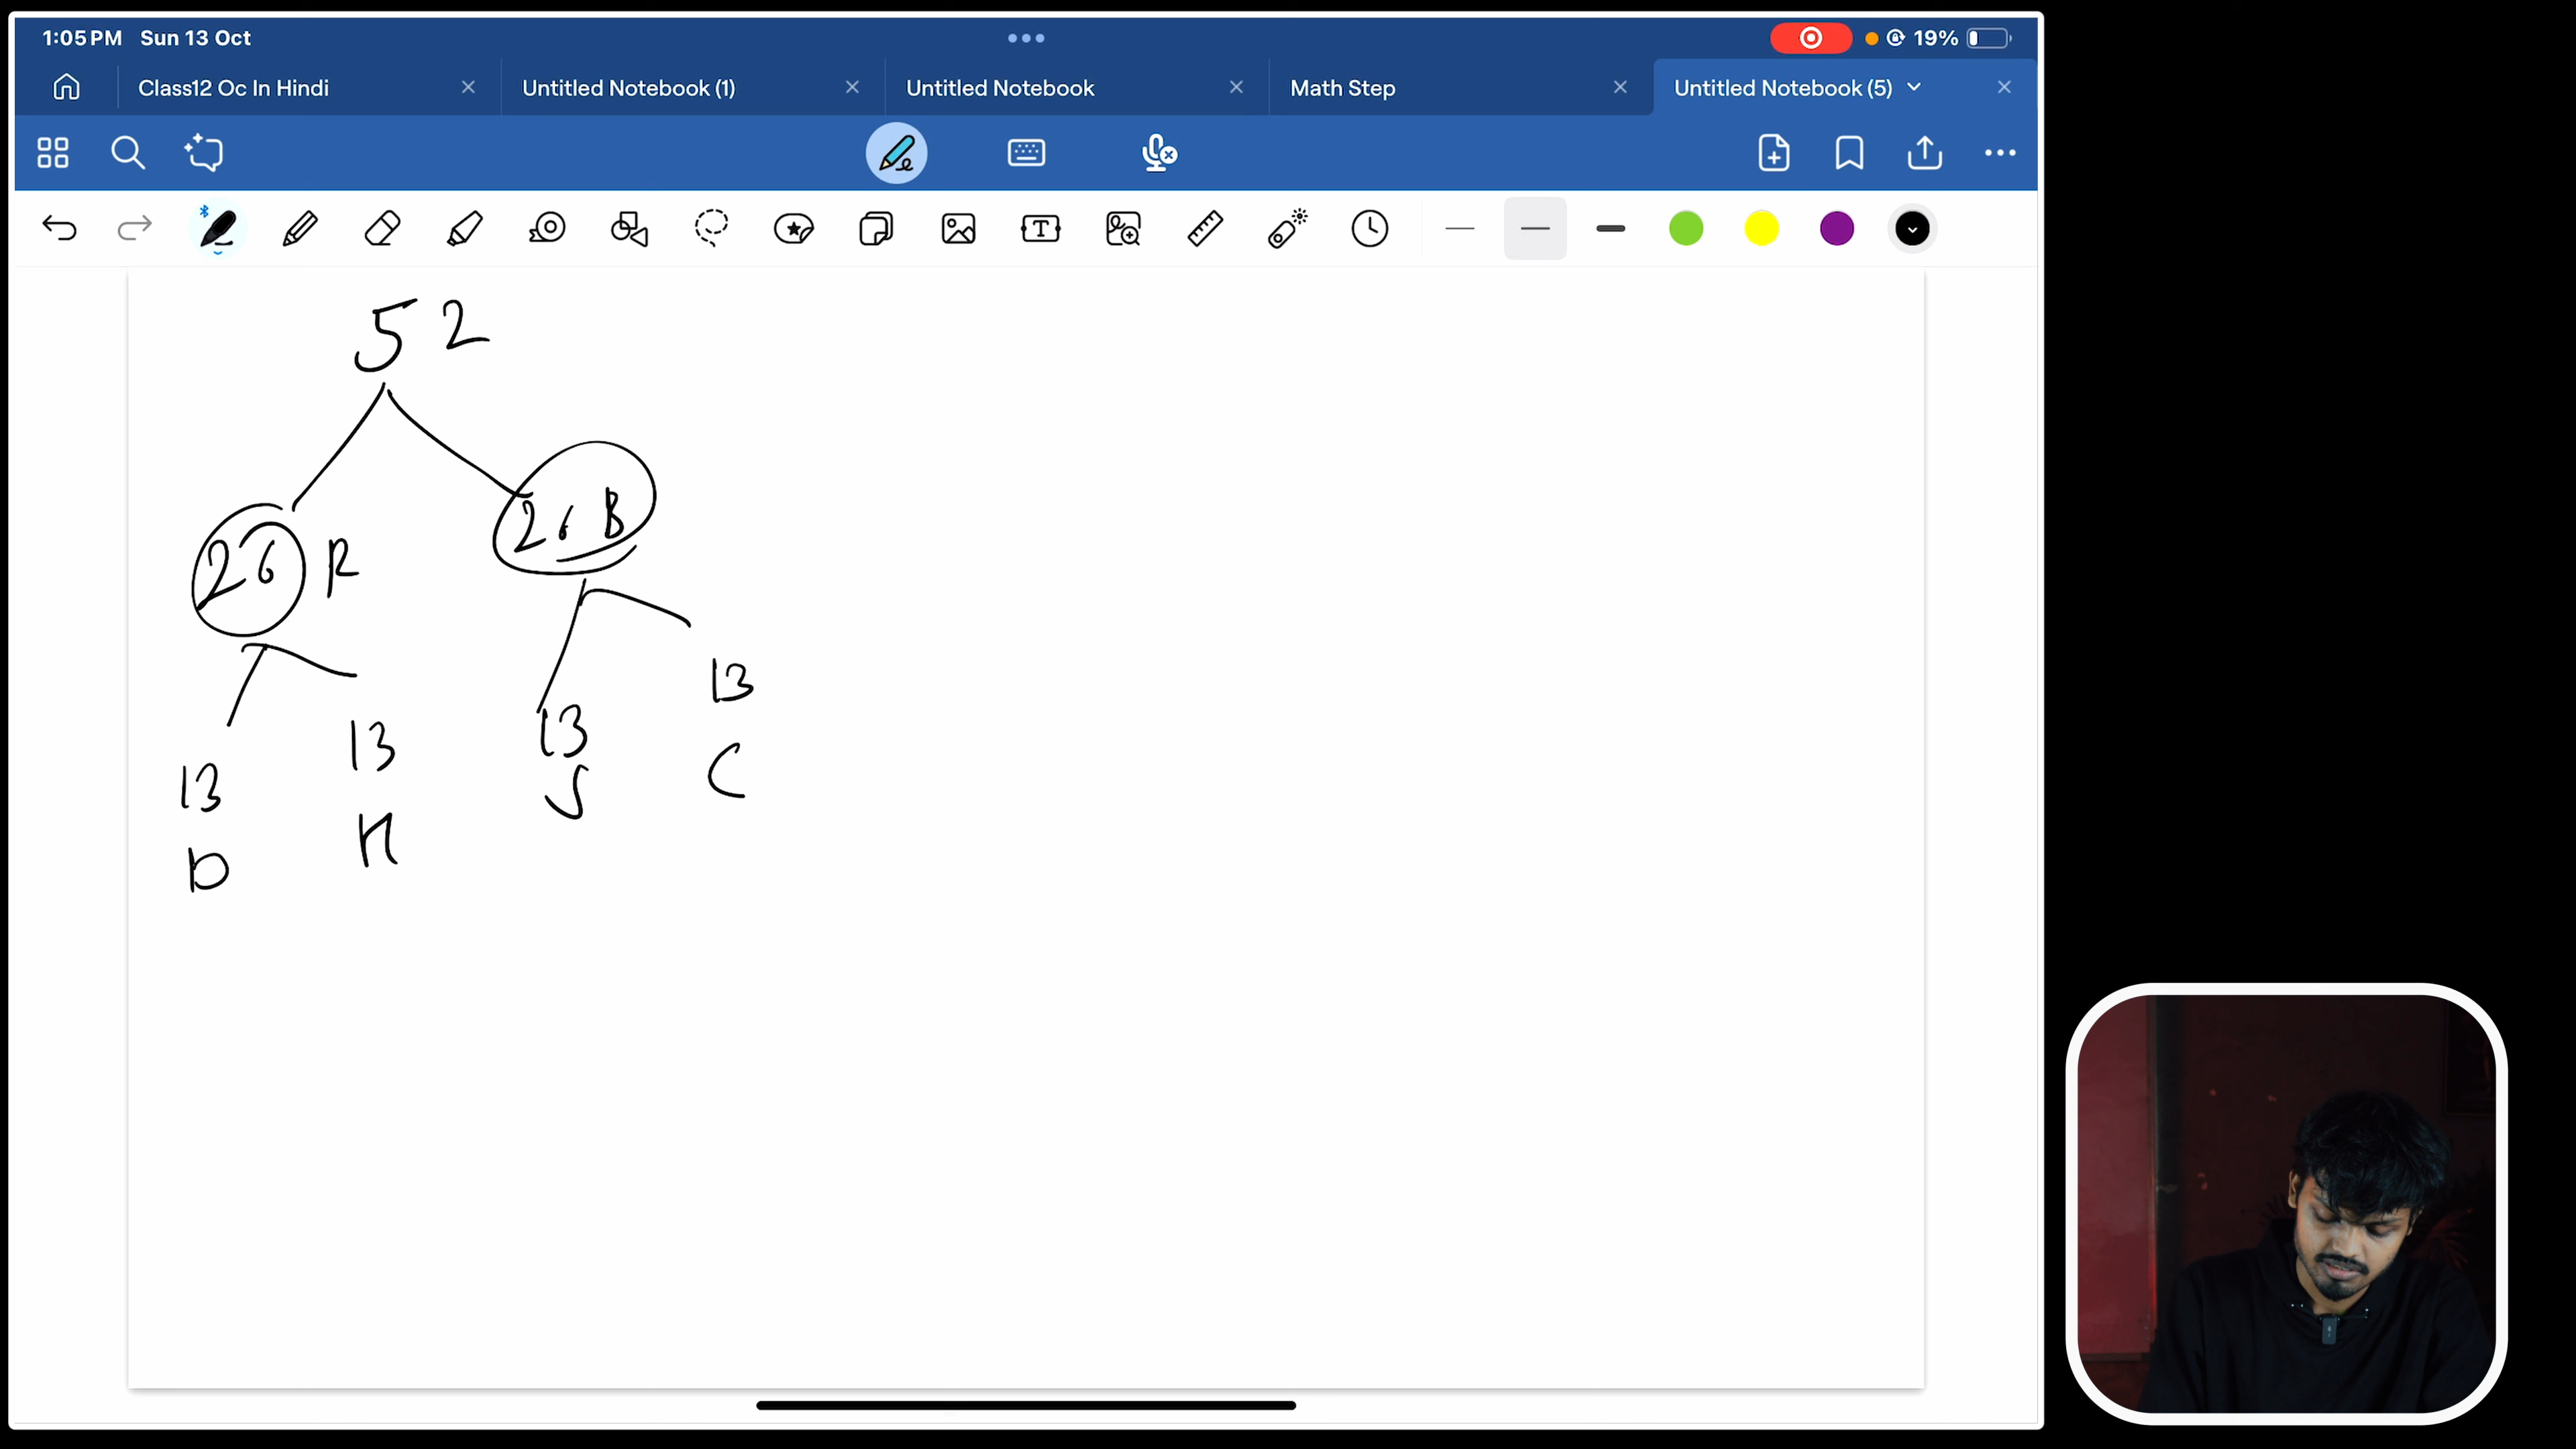 1:05 PM Sun 13 Oct
19%
Class12 Oc In Hindi
Untitled Notebook (1)
Untitled Notebook
Math Step
Untitled Notebook (5)
52
26 R
26 B
13
D
13
H
13
S
13
C